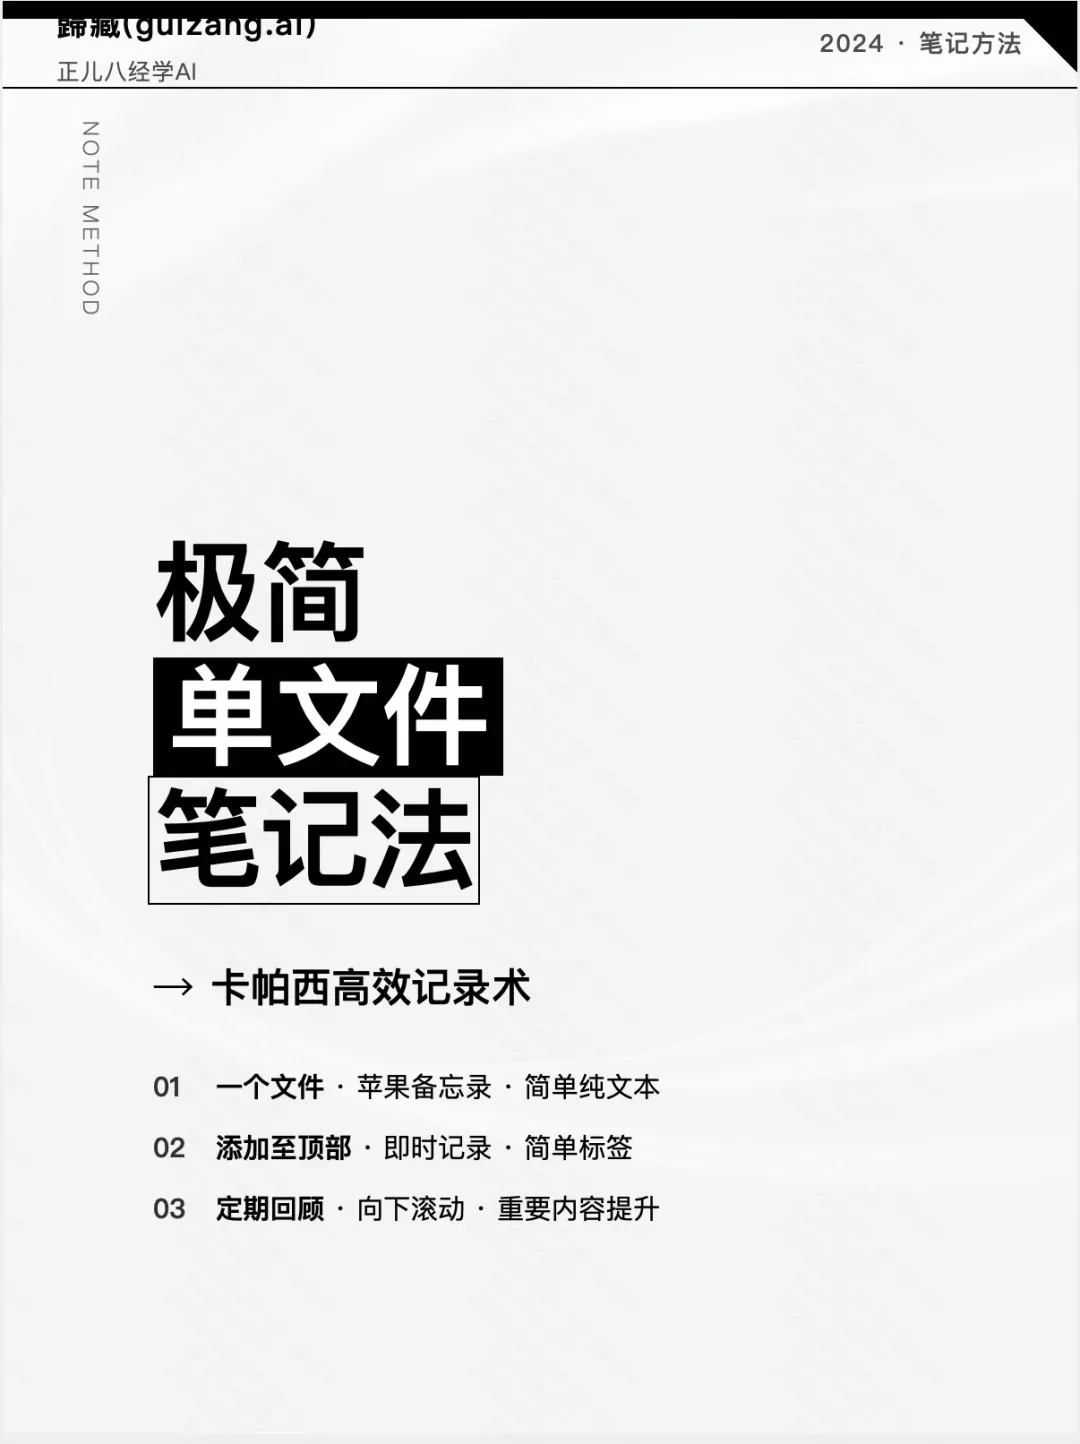 歸藏(guizang.ai)
正儿八经学AI
2024 · 笔记方法
NOTE METHOD
极简
单文件
笔记法
→ 卡帕西高效记录术
01 一个文件 · 苹果备忘录 · 简单纯文本
02 添加至顶部 · 即时记录 · 简单标签
03 定期回顾 · 向下滚动 · 重要内容提升